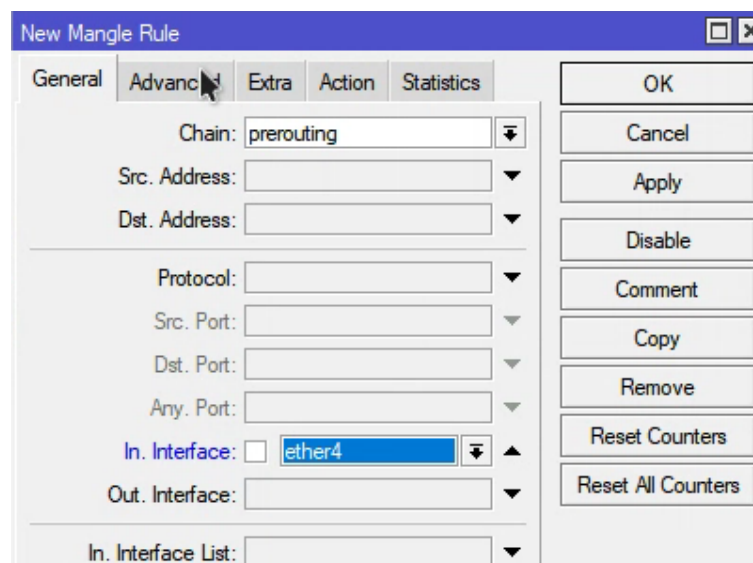 New Mangle Rule
General Advanced Extra Action Statistics
OK
Chain: prerouting
Cancel
Src. Address:
Apply
Dst. Address:
Disable
Protocol:
Comment
Src. Port:
Copy
Dst. Port:
Remove
Any. Port:
Reset Counters
In. Interface: ether4
Reset All Counters
Out. Interface:
In. Interface List: